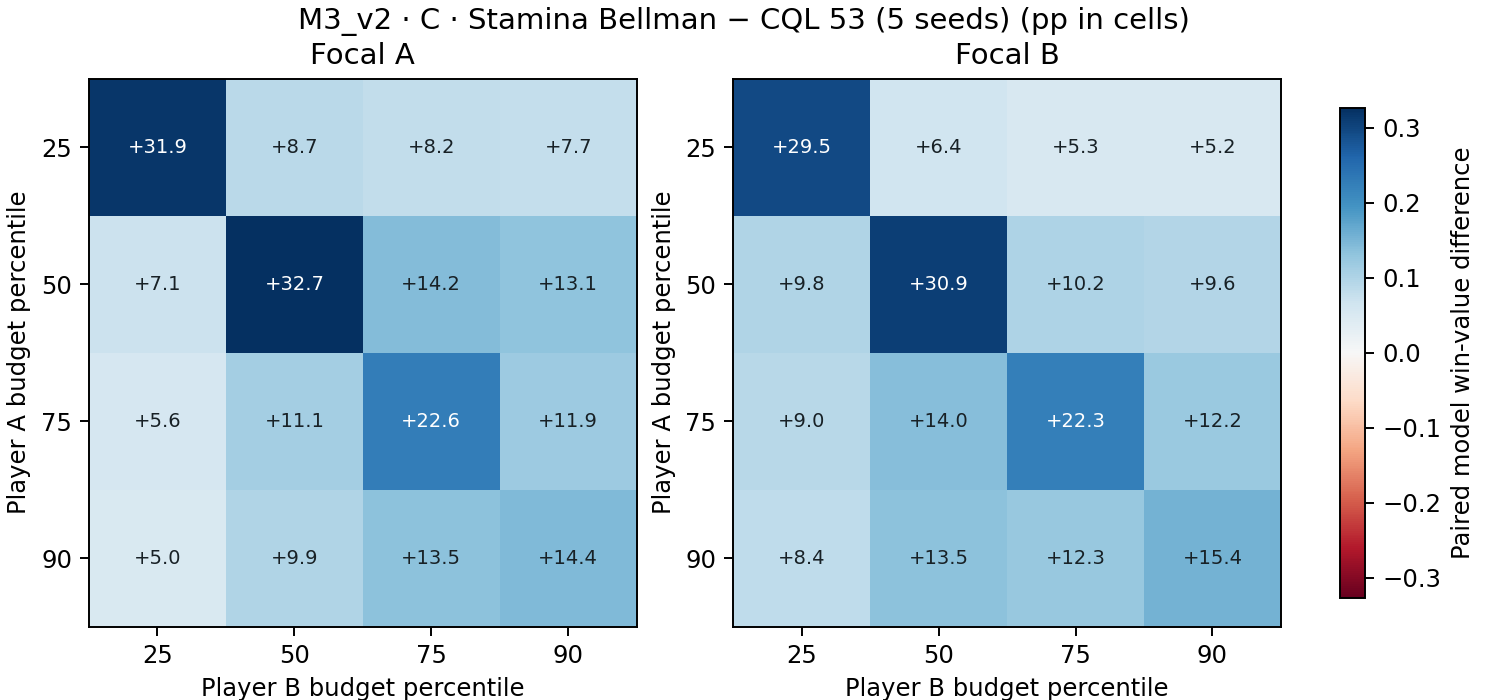 M3_v2 · C · Stamina Bellman − CQL 53 (5 seeds) (pp in cells)
Focal A
Player A budget percentile
25 +31.9 +8.7 +8.2 +7.7
50 +7.1 +32.7 +14.2 +13.1
75 +5.6 +11.1 +22.6 +11.9
90 +5.0 +9.9 +13.5 +14.4
25 50 75 90
Player B budget percentile
Focal B
Player A budget percentile
25 +29.5 +6.4 +5.3 +5.2
50 +9.8 +30.9 +10.2 +9.6
75 +9.0 +14.0 +22.3 +12.2
90 +8.4 +13.5 +12.3 +15.4
25 50 75 90
Player B budget percentile
0.3
0.2
0.1
0.0
−0.1
−0.2
−0.3
Paired model win-value difference